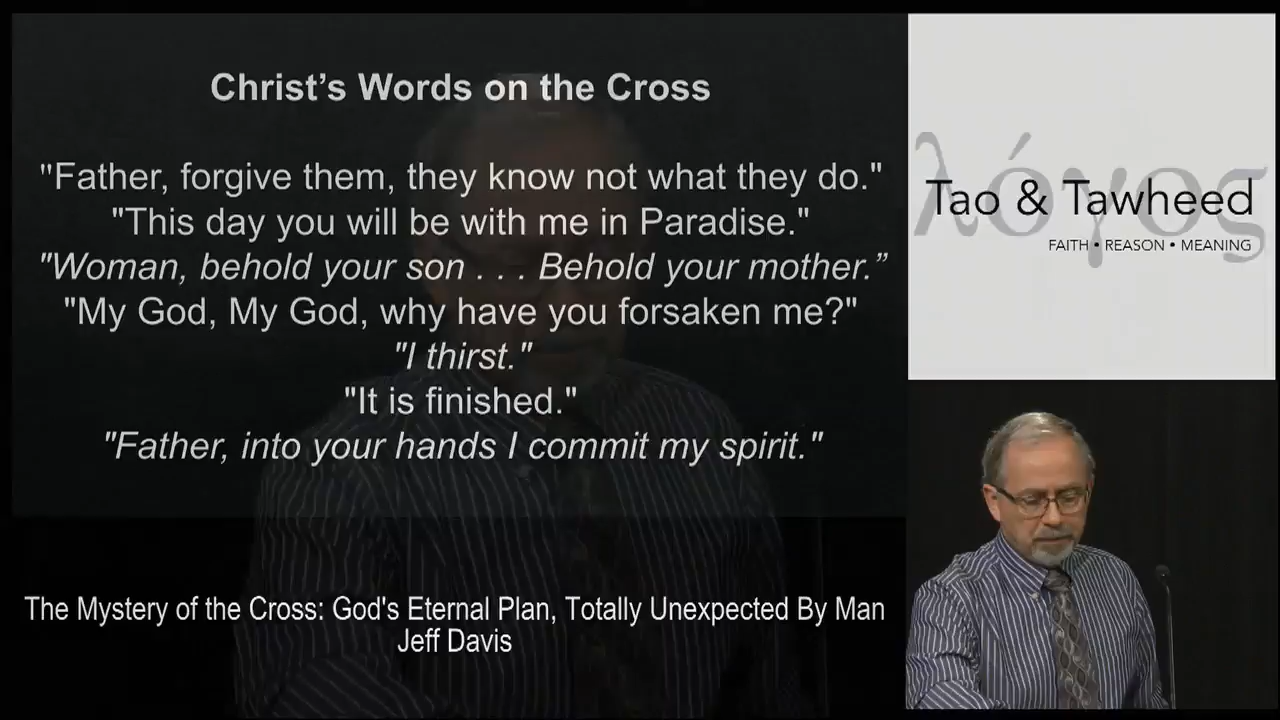 Christ’s Words on the Cross
"Father, forgive them, they know not what they do."
"This day you will be with me in Paradise."
"Woman, behold your son . . . Behold your mother.”
"My God, My God, why have you forsaken me?"
"I thirst."
"It is finished."
"Father, into your hands I commit my spirit."
λόγος
Tao & Tawheed
FAITH • REASON • MEANING
The Mystery of the Cross: God's Eternal Plan, Totally Unexpected By Man
Jeff Davis